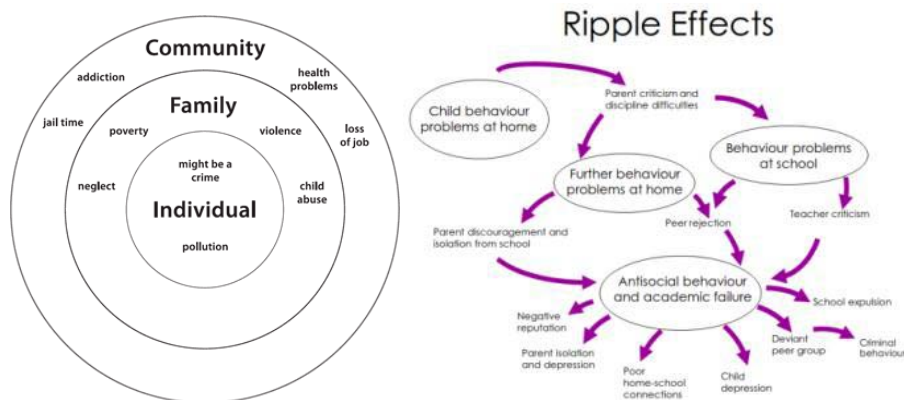 Community
addiction
health
problems
jail time
loss
of job
Family
poverty
violence
neglect
child
abuse
might be a
crime
Individual
pollution
Ripple Effects
Child behaviour
problems at home
Parent criticism and
discipline difficulties
Behaviour problems
at school
Further behaviour
problems at home
Parent discouragement and
isolation from school
Peer rejection
Teacher criticism
Antisocial behaviour
and academic failure
Negative
reputation
Parent isolation
and depression
Poor
home-school
connections
Child
depression
Deviant
peer group
School expulsion
Criminal
behaviour